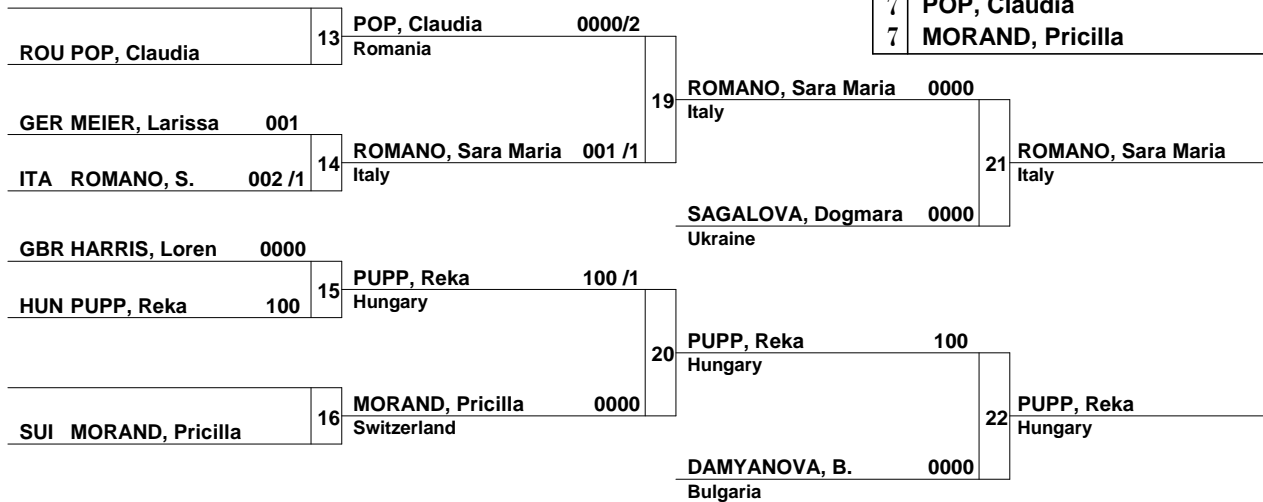 7 POP, Claudia
7 MORAND, Pricilla
ROU POP, Claudia
13
POP, Claudia 0000/2
Romania
GER MEIER, Larissa 001
ITA ROMANO, S. 002 /1
14
ROMANO, Sara Maria 001 /1
Italy
19
ROMANO, Sara Maria 0000
Italy
SAGALOVA, Dogmara 0000
Ukraine
21
ROMANO, Sara Maria
Italy
GBR HARRIS, Loren 0000
HUN PUPP, Reka 100
15
PUPP, Reka 100 /1
Hungary
SUI MORAND, Pricilla
16
MORAND, Pricilla 0000
Switzerland
20
PUPP, Reka 100
Hungary
DAMYANOVA, B. 0000
Bulgaria
22
PUPP, Reka
Hungary